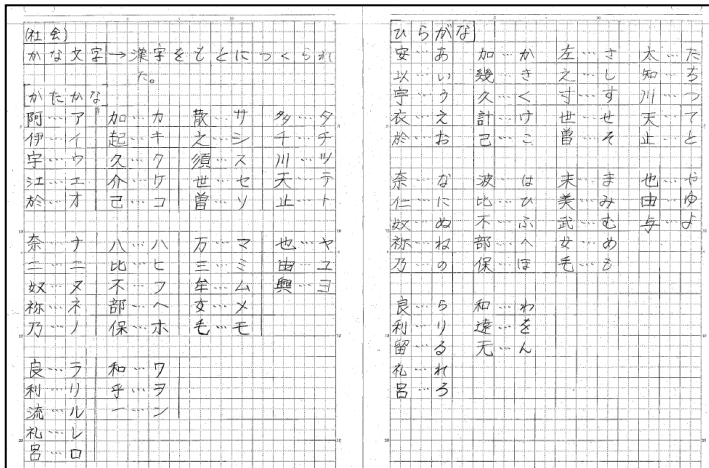 (社会)
かな文字→漢字をもとにつくられ
た。
かたかな
阿…ア 加…カ 散…サ 多…タ
伊…イ 起…キ 之…シ 千…チ
宇…ウ 久…ク 須…ス 川…ツ
江…エ 介…ケ 世…セ 天…テ
於…オ 己…コ 曽…ソ 止…ト
奈…ナ 八…ハ 万…マ 也…ヤ
二…ニ 比…ヒ 三…ミ 由…ユ
奴…ヌ 不…フ 牟…ム 與…ヨ
祢…ネ 部…ヘ 女…メ
乃…ノ 保…ホ 毛…モ
良…ラ 和…ワ
利…リ 乎…ヲ
流…ル 一…ン
礼…レ
呂…ロ
ひらがな
安…あ 加…か 左…さ 太…た
以…い 幾…き 之…し 知…ち
宇…う 久…く 寸…す 川…つ
衣…え 計…け 世…せ 天…て
於…お 己…こ 曽…そ 止…と
奈…な 波…は 末…ま 也…や
仁…に 比…ひ 美…み 由…ゆ
奴…ぬ 不…ふ 武…む 与…よ
祢…ね 部…へ 女…め
乃…の 保…ほ 毛…も
良…ら 和…わ
利…り 遠…を
留…る 无…ん
礼…れ
呂…ろ